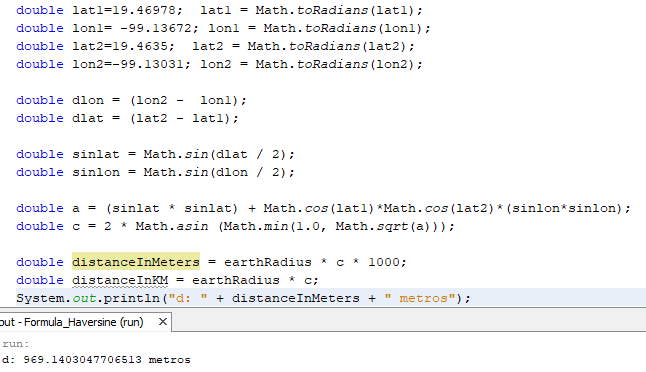 double lat1=19.46978;  lat1 = Math.toRadians(lat1);
double lon1= -99.13672; lon1 = Math.toRadians(lon1);
double lat2=19.4635;  lat2 = Math.toRadians(lat2);
double lon2=-99.13031; lon2 = Math.toRadians(lon2);
double dlon = (lon2 -  lon1);
double dlat = (lat2 - lat1);
double sinlat = Math.sin(dlat / 2);
double sinlon = Math.sin(dlon / 2);
double a = (sinlat * sinlat) + Math.cos(lat1)*Math.cos(lat2)*(sinlon*sinlon);
double c = 2 * Math.asin (Math.min(1.0, Math.sqrt(a)));
double distanceInMeters = earthRadius * c * 1000;
double distanceInKM = earthRadius * c;
System.out.println("d: " + distanceInMeters + " metros");
out - Formula_Haversine (run)
run:
d: 969.1403047706513 metros